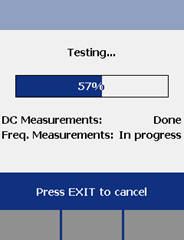 Testing...
57%
DC Measurements: Done
Freq. Measurements: In progress
Press EXIT to cancel